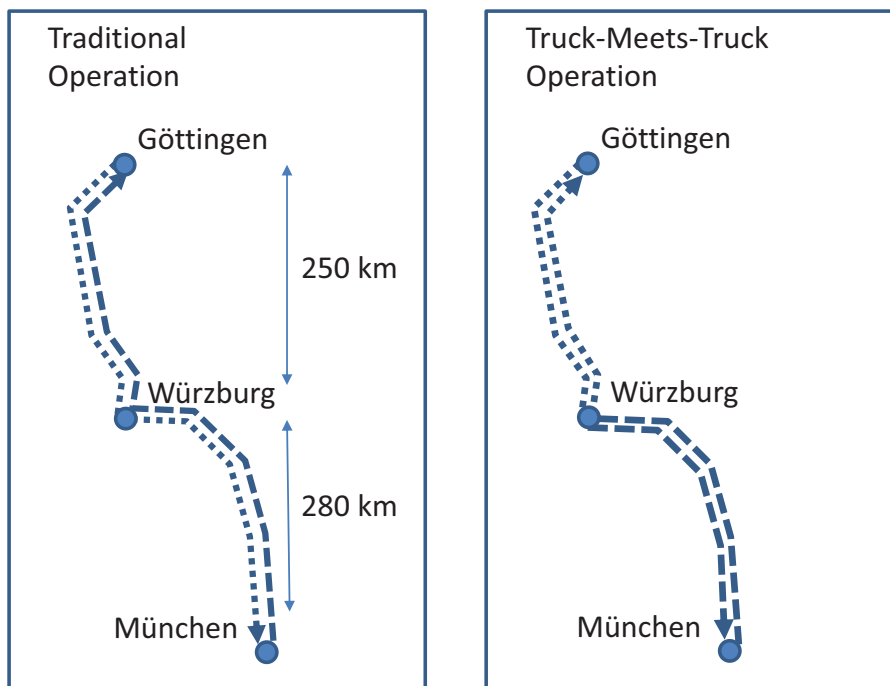 Traditional
Operation
Göttingen
250 km
Würzburg
280 km
München
Truck-Meets-Truck
Operation
Göttingen
Würzburg
München